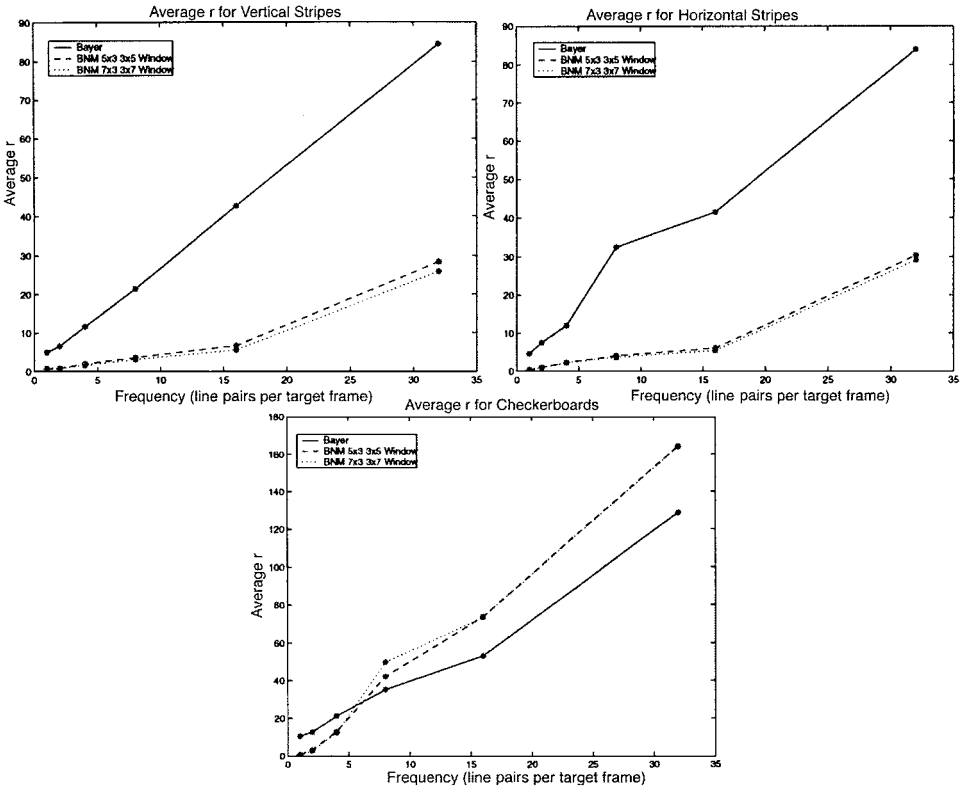 Average r for Vertical Stripes
90
80
70
60
50
40
30
20
10
0
Average r
Bayer
BNM 5x3 3x5 Window
BNM 7x3 3x7 Window
0 5 10 15 20 25 30 35
Frequency (line pairs per target frame)
Average r for Horizontal Stripes
90
80
70
60
50
40
30
20
10
0
Average r
Bayer
BNM 5x3 3x5 Window
BNM 7x3 3x7 Window
0 5 10 15 20 25 30 35
Frequency (line pairs per target frame)
Average r for Checkerboards
180
160
140
120
100
80
60
40
20
0
Average r
Bayer
BNM 5x3 3x5 Window
BNM 7x3 3x7 Window
0 5 10 15 20 25 30 35
Frequency (line pairs per target frame)